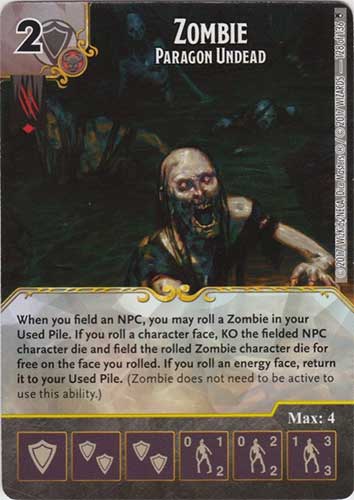 2
ZOMBIE
PARAGON UNDEAD
When you field an NPC, you may roll a Zombie in your
Used Pile. If you roll a character face, KO the fielded NPC
character die and field the rolled Zombie character die for
free on the face you rolled. If you roll an energy face, return
it to your Used Pile. (Zombie does not need to be active to
use this ability.)
Max: 4
0 1 2
0 2 2
1 3 3